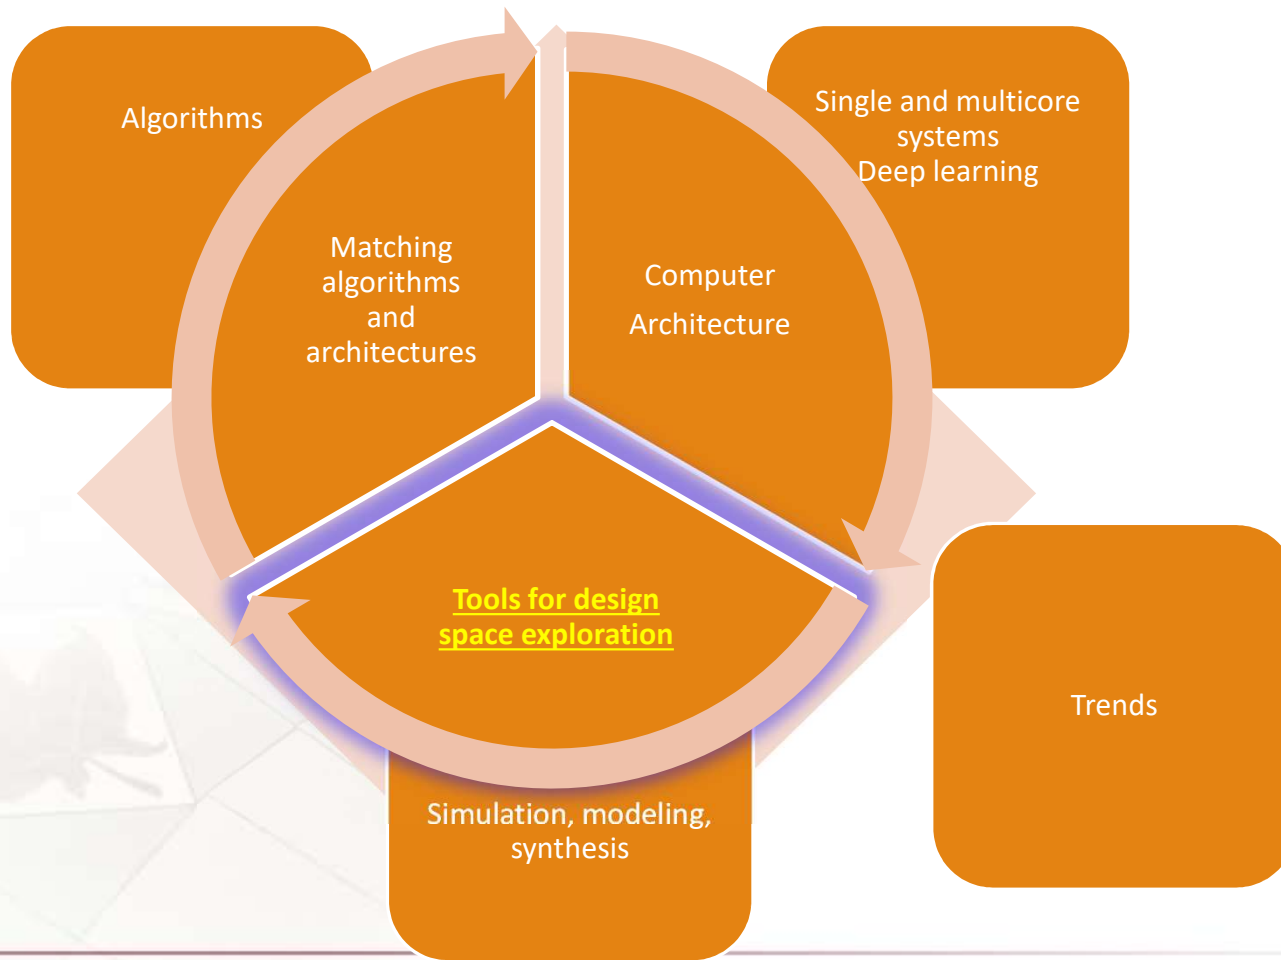 Algorithms
Single and multicore
systems
Deep learning
Matching
algorithms
and
architectures
Computer
Architecture
Tools for design
space exploration
Trends
Simulation, modeling,
synthesis